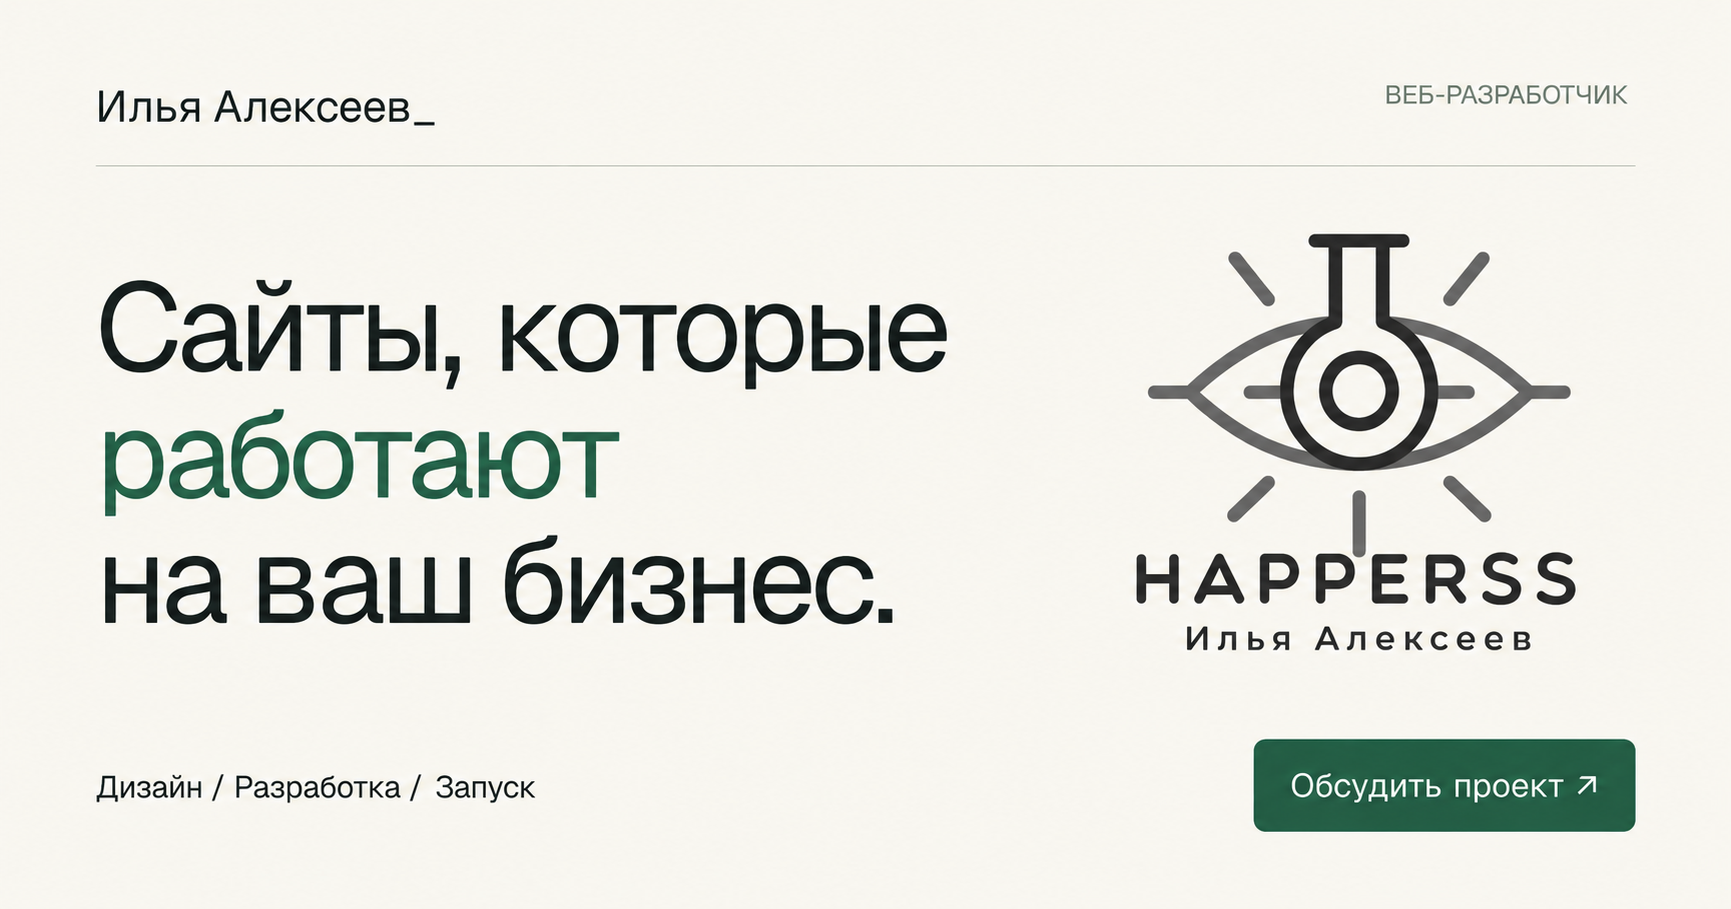 Илья Алексеев_
ВЕБ-РАЗРАБОТЧИК
Сайты, которые
работают
на ваш бизнес.
HAPPERSS
Илья Алексеев
Дизайн / Разработка / Запуск
Обсудить проект ↗